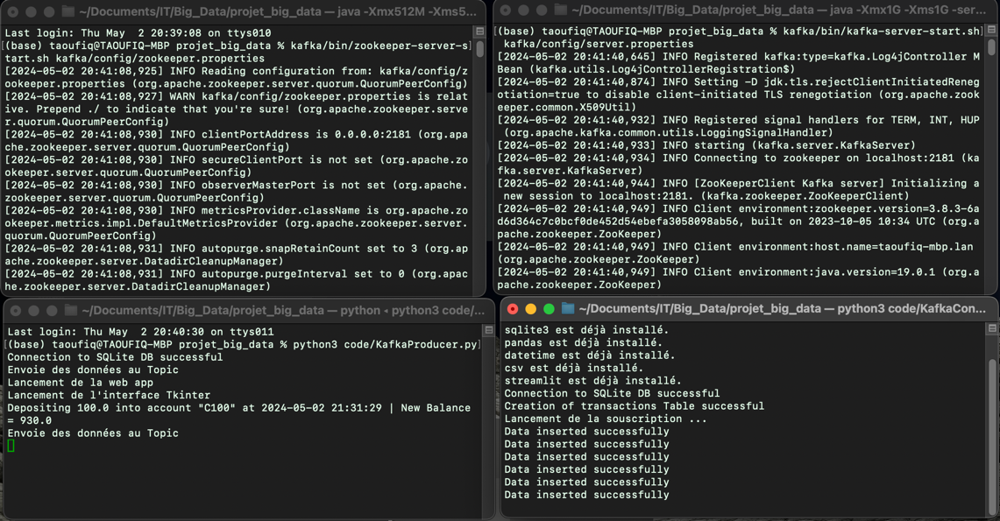 ~/Documents/IT/Big_Data/projet_big_data — java -Xmx512M -Xms5...
Last login: Thu May  2 20:39:08 on ttys010
[(base) taoufiq@TAOUFIQ-MBP projet_big_data % kafka/bin/zookeeper-server-s]
tart.sh kafka/config/zookeeper.properties
[2024-05-02 20:41:08,925] INFO Reading configuration from: kafka/config/z
ookeeper.properties (org.apache.zookeeper.server.quorum.QuorumPeerConfig)
[2024-05-02 20:41:08,927] WARN kafka/config/zookeeper.properties is relat
ive. Prepend ./ to indicate that you're sure! (org.apache.zookeeper.serve
r.quorum.QuorumPeerConfig)
[2024-05-02 20:41:08,930] INFO clientPortAddress is 0.0.0.0:2181 (org.apa
che.zookeeper.server.quorum.QuorumPeerConfig)
[2024-05-02 20:41:08,930] INFO secureClientPort is not set (org.apache.zo
okeeper.server.quorum.QuorumPeerConfig)
[2024-05-02 20:41:08,930] INFO observerMasterPort is not set (org.apache.
zookeeper.server.quorum.QuorumPeerConfig)
[2024-05-02 20:41:08,930] INFO metricsProvider.className is org.apache.zo
okeeper.metrics.impl.DefaultMetricsProvider (org.apache.zookeeper.server.
quorum.QuorumPeerConfig)
[2024-05-02 20:41:08,931] INFO autopurge.snapRetainCount set to 3 (org.ap
ache.zookeeper.server.DatadirCleanupManager)
[2024-05-02 20:41:08,931] INFO autopurge.purgeInterval set to 0 (org.apac
he.zookeeper.server.DatadirCleanupManager)
~/Documents/IT/Big_Data/projet_big_data — java -Xmx1G -Xms1G -ser...
[(base) taoufiq@TAOUFIQ-MBP projet_big_data % kafka/bin/kafka-server-start.sh]
 kafka/config/server.properties
[2024-05-02 20:41:40,645] INFO Registered kafka:type=kafka.Log4jController M
Bean (kafka.utils.Log4jControllerRegistration$)
[2024-05-02 20:41:40,874] INFO Setting -D jdk.tls.rejectClientInitiatedReneg
otiation=true to disable client-initiated TLS renegotiation (org.apache.zook
eeper.common.X509Util)
[2024-05-02 20:41:40,932] INFO Registered signal handlers for TERM, INT, HUP
 (org.apache.kafka.common.utils.LoggingSignalHandler)
[2024-05-02 20:41:40,933] INFO starting (kafka.server.KafkaServer)
[2024-05-02 20:41:40,934] INFO Connecting to zookeeper on localhost:2181 (ka
fka.server.KafkaServer)
[2024-05-02 20:41:40,944] INFO [ZooKeeperClient Kafka server] Initializing a
 new session to localhost:2181. (kafka.zookeeper.ZooKeeperClient)
[2024-05-02 20:41:40,949] INFO Client environment:zookeeper.version=3.8.3-6a
d6d364c7c0bcf0de452d54ebefa3058098ab56, built on 2023-10-05 10:34 UTC (org.a
pache.zookeeper.ZooKeeper)
[2024-05-02 20:41:40,949] INFO Client environment:host.name=taoufiq-mbp.lan 
(org.apache.zookeeper.ZooKeeper)
[2024-05-02 20:41:40,949] INFO Client environment:java.version=19.0.1 (org.a
pache.zookeeper.ZooKeeper)
~/Documents/IT/Big_Data/projet_big_data — python ◂ python3 code/...
Last login: Thu May  2 20:40:30 on ttys011
[(base) taoufiq@TAOUFIQ-MBP projet_big_data % python3 code/KafkaProducer.py]
Connection to SQLite DB successful
Envoie des données au Topic
Lancement de la web app
Lancement de l'interface Tkinter
Depositing 100.0 into account "C100" at 2024-05-02 21:31:29 | New Balance
= 930.0
Envoie des données au Topic
~/Documents/IT/Big_Data/projet_big_data — python3 code/KafkaCon...
sqlite3 est déjà installé.
pandas est déjà installé.
datetime est déjà installé.
csv est déjà installé.
streamlit est déjà installé.
Connection to SQLite DB successful
Creation of transactions Table successful
Lancement de la souscription ...
Data inserted successfully
Data inserted successfully
Data inserted successfully
Data inserted successfully
Data inserted successfully
Data inserted successfully